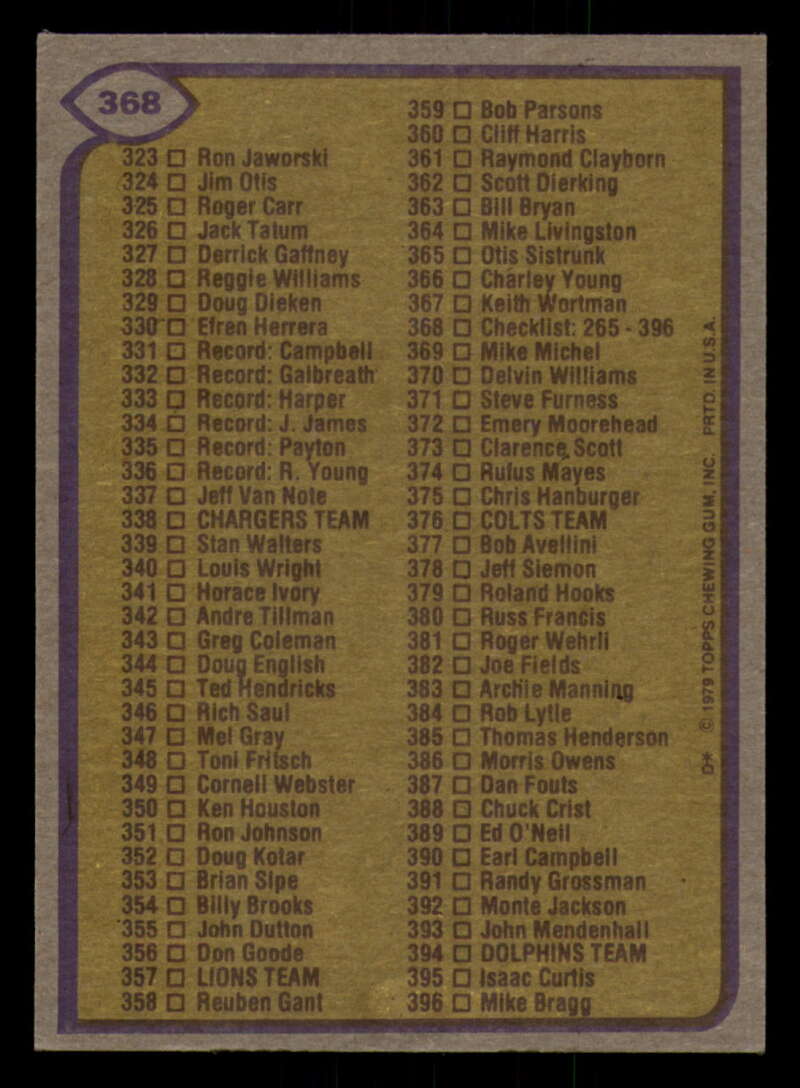 368
323 □ Ron Jaworski
324 □ Jim Otis
325 □ Roger Carr
326 □ Jack Tatum
327 □ Derrick Gaffney
328 □ Reggie Williams
329 □ Doug Dieken
330 □ Efren Herrera
331 □ Record: Campbell
332 □ Record: Galbreath
333 □ Record: Harper
334 □ Record: J. James
335 □ Record: Payton
336 □ Record: R. Young
337 □ Jeff Van Note
338 □ CHARGERS TEAM
339 □ Stan Walters
340 □ Louis Wright
341 □ Horace Ivory
342 □ Andre Tillman
343 □ Greg Coleman
344 □ Doug English
345 □ Ted Hendricks
346 □ Rich Saul
347 □ Mel Gray
348 □ Toni Fritsch
349 □ Cornell Webster
350 □ Ken Houston
351 □ Ron Johnson
352 □ Doug Kotar
353 □ Brian Sipe
354 □ Billy Brooks
355 □ John Dutton
356 □ Don Goode
357 □ LIONS TEAM
358 □ Reuben Gant
359 □ Bob Parsons
360 □ Cliff Harris
361 □ Raymond Clayborn
362 □ Scott Dierking
363 □ Bill Bryan
364 □ Mike Livingston
365 □ Otis Sistrunk
366 □ Charley Young
367 □ Keith Wortman
368 □ Checklist: 265 - 396
369 □ Mike Michel
370 □ Delvin Williams
371 □ Steve Furness
372 □ Emery Moorehead
373 □ Clarence Scott
374 □ Rufus Mayes
375 □ Chris Hanburger
376 □ COLTS TEAM
377 □ Bob Avellini
378 □ Jeff Siemon
379 □ Roland Hooks
380 □ Russ Francis
381 □ Roger Wehrli
382 □ Joe Fields
383 □ Archie Manning
384 □ Rob Lytle
385 □ Thomas Henderson
386 □ Morris Owens
387 □ Dan Fouts
388 □ Chuck Crist
389 □ Ed O'Neil
390 □ Earl Campbell
391 □ Randy Grossman
392 □ Monte Jackson
393 □ John Mendenhall
394 □ DOLPHINS TEAM
395 □ Isaac Curtis
396 □ Mike Bragg
D* © 1979 TOPPS CHEWING GUM, INC. PRTD. IN U.S.A.